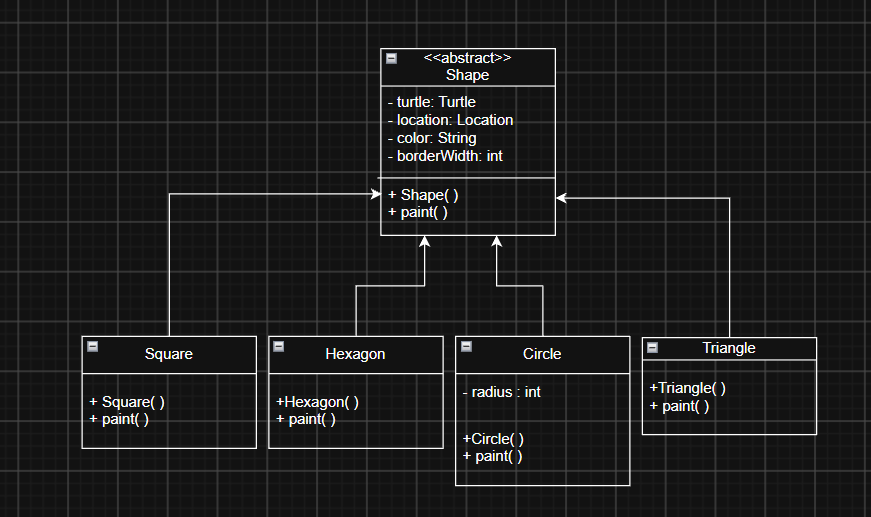 <<abstract>>
Shape
- turtle: Turtle
- location: Location
- color: String
- borderWidth: int
+ Shape( )
+ paint( )
Square
+ Square( )
+ paint( )
Hexagon
+Hexagon( )
+ paint( )
Circle
- radius : int
+Circle( )
+ paint( )
Triangle
+Triangle( )
+ paint( )